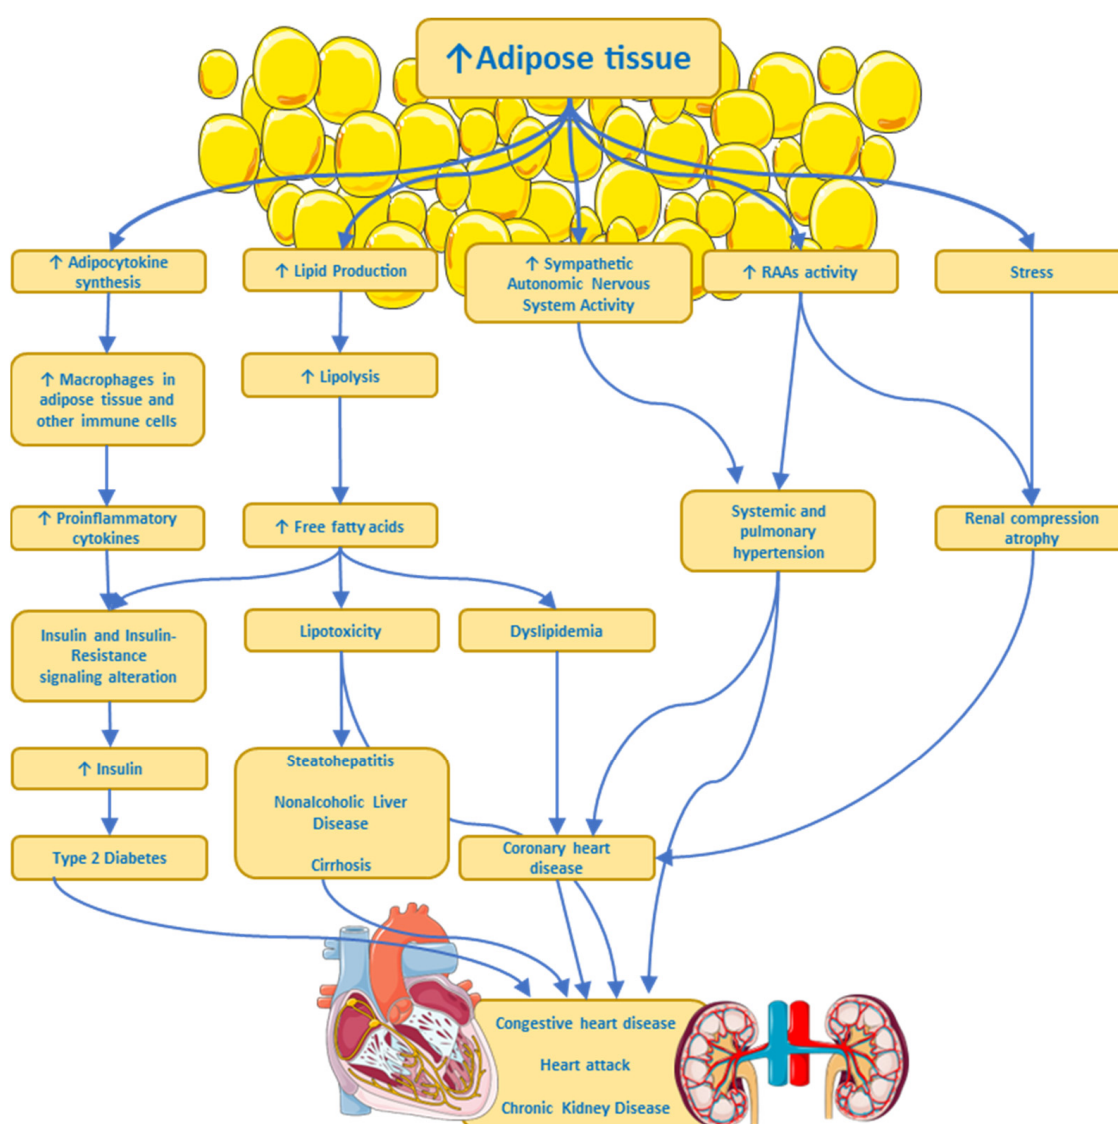 ↑Adipose tissue
↑ Adipocytokine
synthesis
↑ Lipid Production
↑ Sympathetic
Autonomic Nervous
System Activity
↑ RAAs activity
Stress
↑ Macrophages in
adipose tissue and
other immune cells
↑ Lipolysis
↑ Proinflammatory
cytokines
↑ Free fatty acids
Systemic and
pulmonary
hypertension
Renal compression
atrophy
Insulin and Insulin-
Resistance
signaling alteration
Lipotoxicity
Dyslipidemia
↑ Insulin
Steatohepatitis
Nonalcoholic Liver
Disease
Cirrhosis
Type 2 Diabetes
Coronary heart
disease
Congestive heart disease
Heart attack
Chronic Kidney Disease